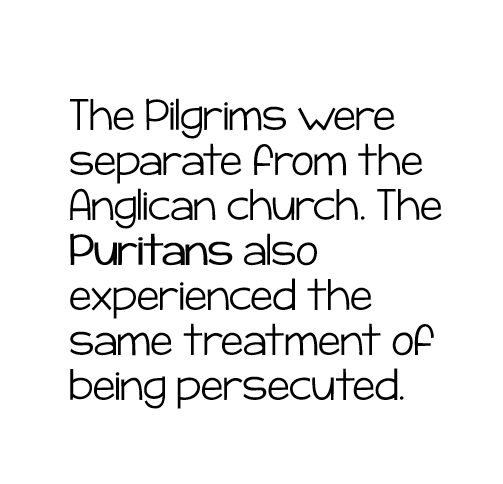 The Pilgrims were
separate from the
Anglican church. The
Puritans also
experienced the
same treatment of
being persecuted.